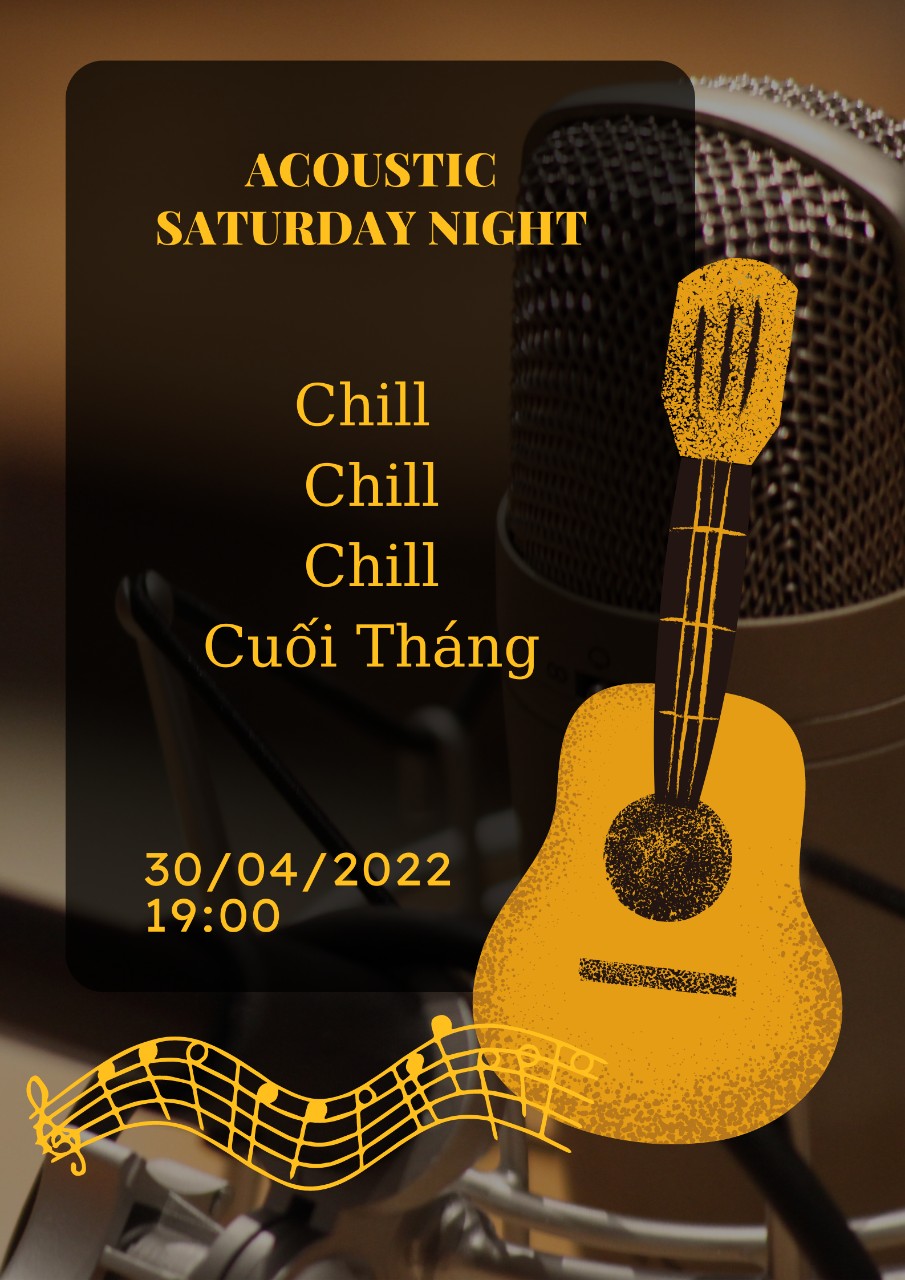 ACOUSTIC
SATURDAY NIGHT
Chill
Chill
Chill
Cuối Tháng
30/04/2022
19:00